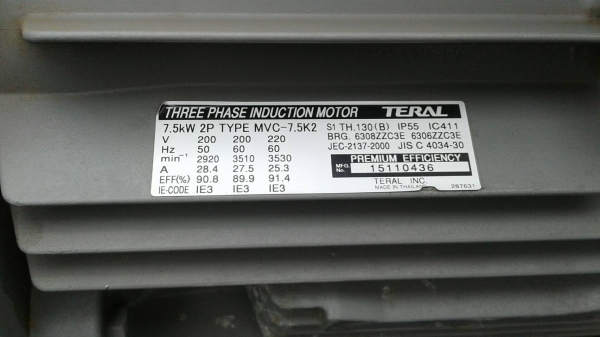 THREE PHASE INDUCTION MOTOR TERAL
7.5kW 2P TYPE MVC-7.5K2 S1 TH.130(B) IP55 IC411
V 200 200 220 BRG. 6308ZZC3E 6306ZZC3E
Hz 50 60 60 JEC-2137-2000 JIS C 4034-30
min⁻¹ 2920 3510 3530 PREMIUM EFFICIENCY
A 28.4 27.5 25.3 MFG. No. 15110436
EFF(%) 90.8 89.9 91.4 TERAL INC.
IE-CODE IE3 IE3 IE3 MADE IN THAILAND 287631